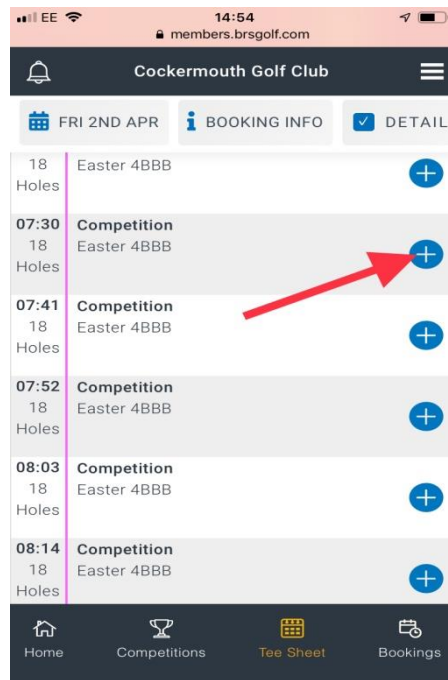 EE 14:54
members.brsgolf.com
Cockermouth Golf Club
FRI 2ND APR BOOKING INFO DETAIL
18 Easter 4BBB
Holes
07:30 Competition
18 Easter 4BBB
Holes
07:41 Competition
18 Easter 4BBB
Holes
07:52 Competition
18 Easter 4BBB
Holes
08:03 Competition
18 Easter 4BBB
Holes
08:14 Competition
18 Easter 4BBB
Holes
Home Competitions Tee Sheet Bookings